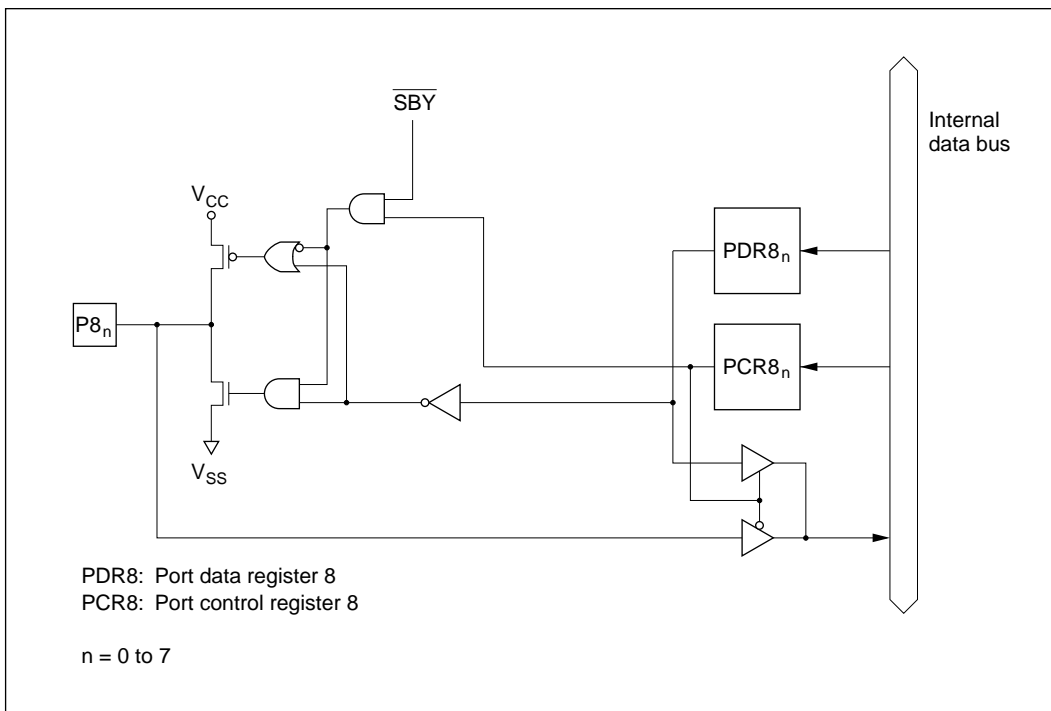 SBY
Internal
data bus
VCC
PDR8n
P8n
PCR8n
VSS
PDR8: Port data register 8
PCR8: Port control register 8
n = 0 to 7